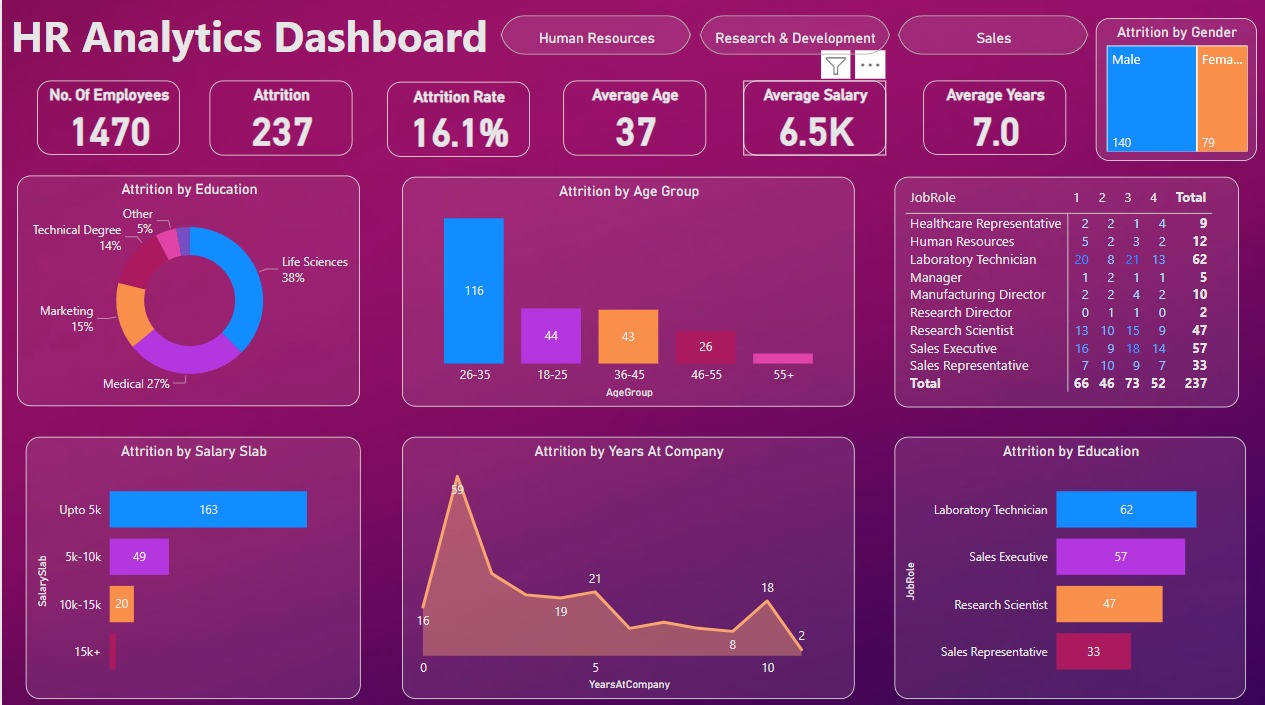 HR Analytics Dashboard
Human Resources
Research & Development
Sales
Attrition by Gender
Male
Fema...
140
79
No. Of Employees
1470
Attrition
237
Attrition Rate
16.1%
Average Age
37
Average Salary
6.5K
Average Years
7.0
Attrition by Education
Other
5%
Technical Degree
14%
Life Sciences
38%
Marketing
15%
Medical 27%
Attrition by Age Group
116
44
43
26
26-35 18-25 36-45 46-55 55+
AgeGroup
JobRole 1 2 3 4 Total
Healthcare Representative 2 2 1 4 9
Human Resources 5 2 3 2 12
Laboratory Technician 20 8 21 13 62
Manager 1 2 1 1 5
Manufacturing Director 2 2 4 2 10
Research Director 0 1 1 0 2
Research Scientist 13 10 15 9 47
Sales Executive 16 9 18 14 57
Sales Representative 7 10 9 7 33
Total 66 46 73 52 237
Attrition by Salary Slab
Upto 5k 163
5k-10k 49
10k-15k 20
15k+
SalarySlab
Attrition by Years At Company
59
16
19
21
8
18
2
0 5 10
YearsAtCompany
Attrition by Education
Laboratory Technician 62
Sales Executive 57
Research Scientist 47
Sales Representative 33
JobRole